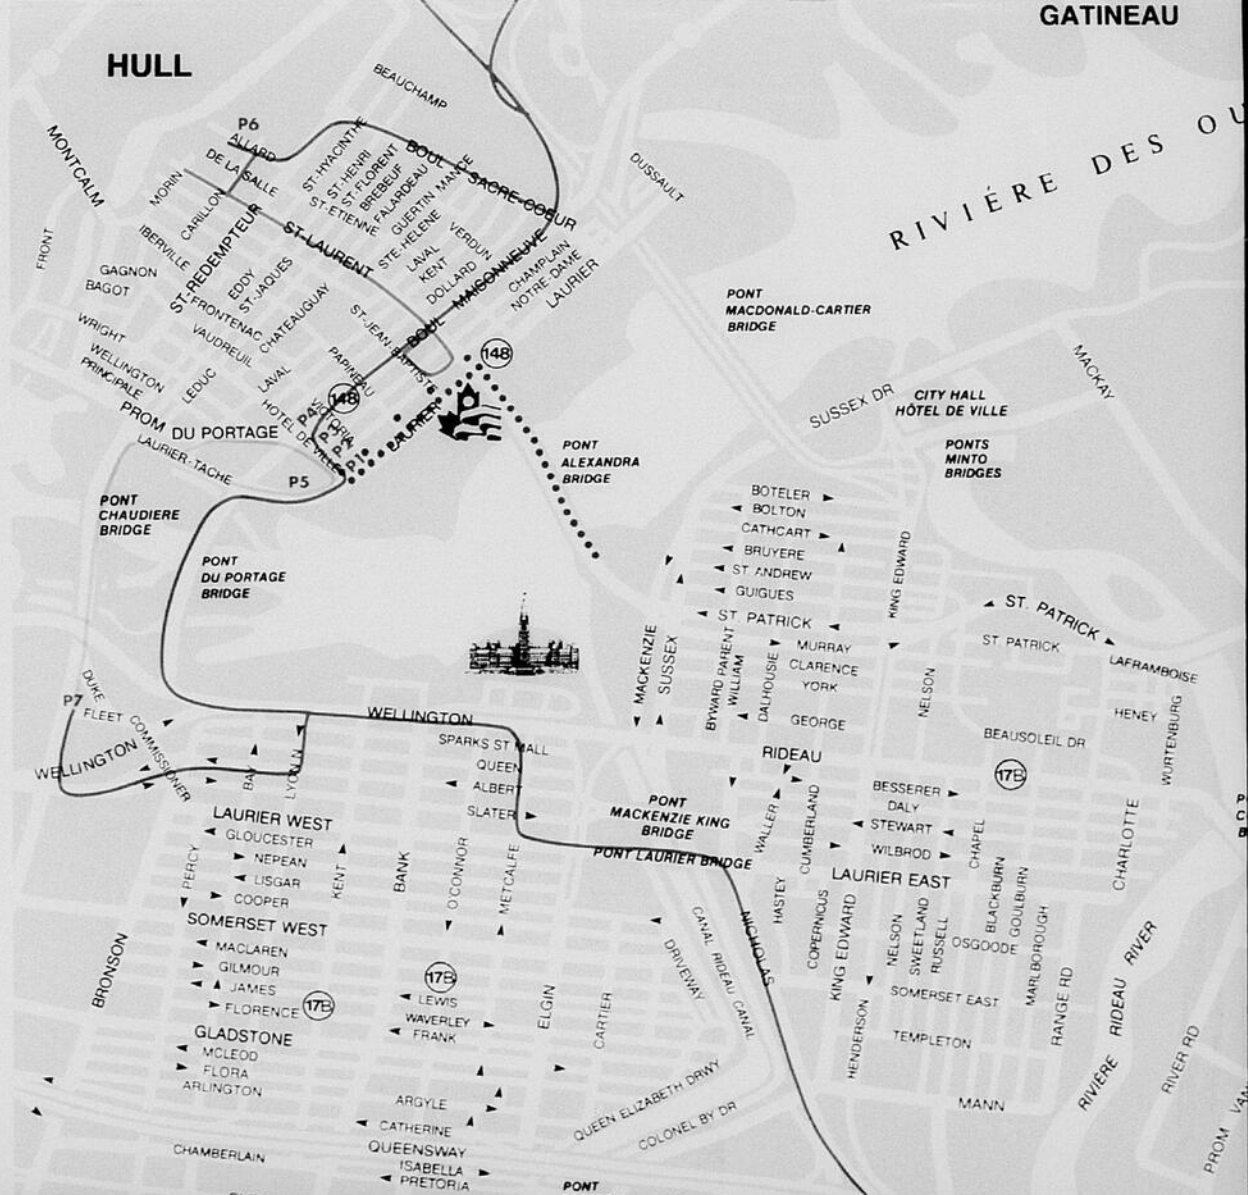 GATINEAU
HULL
BEAUCHAMP
P6
ALLARD
DE LA SALLE
MONTCALM
MORIN
CARILLON
ST-HYACINTHE
ST-HENRI
ST-FLORENT
BREBEUF
FALARDEAU
GUERTIN
MANCE
ST-ETIENNE
STE-HELENE
BOUL SACRE-COEUR
DUSSAULT
RIVIÉRE DES OU
FRONT
IBERVILLE
ST-REDEMPTEUR
ST-LAURENT
VERDUN
LAVAL
KENT
DOLLARD
BOUL MAISONNEUVE
CHAMPLAIN
NOTRE-DAME
LAURIER
GAGNON
BAGOT
EDDY
ST-JAQUES
FRONTENAC
CHATEAUGUAY
VAUDREUIL
ST-JEAN-BAPTISTE
WRIGHT
WELLINGTON
PRINCIPALE
LEDUC
LAVAL
PAPINEAU
HOTEL DE VILLE
VICTORIA
148
148
P4
P3
P2
P1
LAURIER
PROM
DU PORTAGE
LAURIER-TACHE
P5
PONT
MACDONALD-CARTIER
BRIDGE
MACKAY
SUSSEX DR
CITY HALL
HÔTEL DE VILLE
PONTS
MINTO
BRIDGES
PONT
ALEXANDRA
BRIDGE
PONT
CHAUDIERE
BRIDGE
PONT
DU PORTAGE
BRIDGE
BOTELER
BOLTON
CATHCART
BRUYERE
ST. ANDREW
GUIGUES
ST. PATRICK
KING EDWARD
ST. PATRICK
ST. PATRICK
LAFRAMBOISE
MACKENZIE
SUSSEX
BYWARD PARENT
WILLIAM
DALHOUSIE
MURRAY
CLARENCE
YORK
GEORGE
NELSON
HENEY
WURTENBURG
BEAUSOLEIL DR
P7
DUKE
FLEET
COMMISSIONER
WELLINGTON
WELLINGTON
SPARKS ST MALL
QUEEN
ALBERT
SLATER
BAY
LYON
RIDEAU
17B
BESSERER
DALY
STEWART
WILBROD
LAURIER EAST
PONT
MACKENZIE KING
BRIDGE
PONT LAURIER BRIDGE
WALLER
CUMBERLAND
CHAPEL
CHARLOTTE
LAURIER WEST
GLOUCESTER
NEPEAN
LISGAR
COOPER
SOMERSET WEST
PERCY
KENT
BANK
O'CONNOR
METCALFE
HASTEY
COPERNICUS
KING EDWARD
NELSON
SWEETLAND
RUSSELL
BLACKBURN
GOULBURN
OSGOODE
MARLBOROUGH
RANGE RD
CANAL RIDEAU CANAL
DRIVEWAY
NICHOLAS
BRONSON
MACLAREN
GILMOUR
JAMES
FLORENCE
17B
17B
LEWIS
WAVERLEY
FRANK
ELGIN
CARTIER
SOMERSET EAST
HENDERSON
TEMPLETON
MANN
RIVIÈRE RIDEAU RIVER
RIVER RD
PROM VAN
GLADSTONE
MCLEOD
FLORA
ARLINGTON
ARGYLE
CATHERINE
QUEENSWAY
ISABELLA
PRETORIA
CHAMBERLAIN
QUEEN ELIZABETH DRWY
COLONEL BY DR
PONT